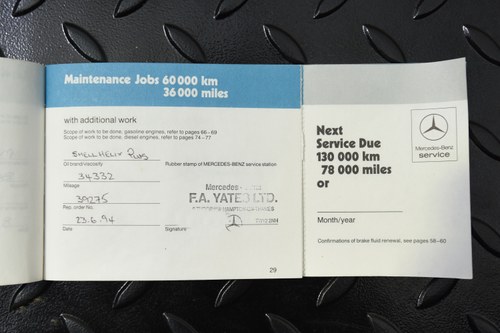 Maintenance Jobs 60 000 km
36 000 miles
with additional work
Scope of work to be done, gasoline engines, refer to pages 66–69
Scope of work to be done, diesel engines, refer to pages 74–77
SHELL HELIX Plus
Oil brand/viscosity
34332
Mileage
39275
Rep. order No.
23.6.94
Date
Rubber stamp of MERCEDES-BENZ service station
Mercedes-
F.A. YATES LTD.
Signature
29
Next
Service Due
130 000 km
78 000 miles
or
Month/year
Mercedes-Benz
service
Confirmations of brake fluid renewal, see pages 58–60